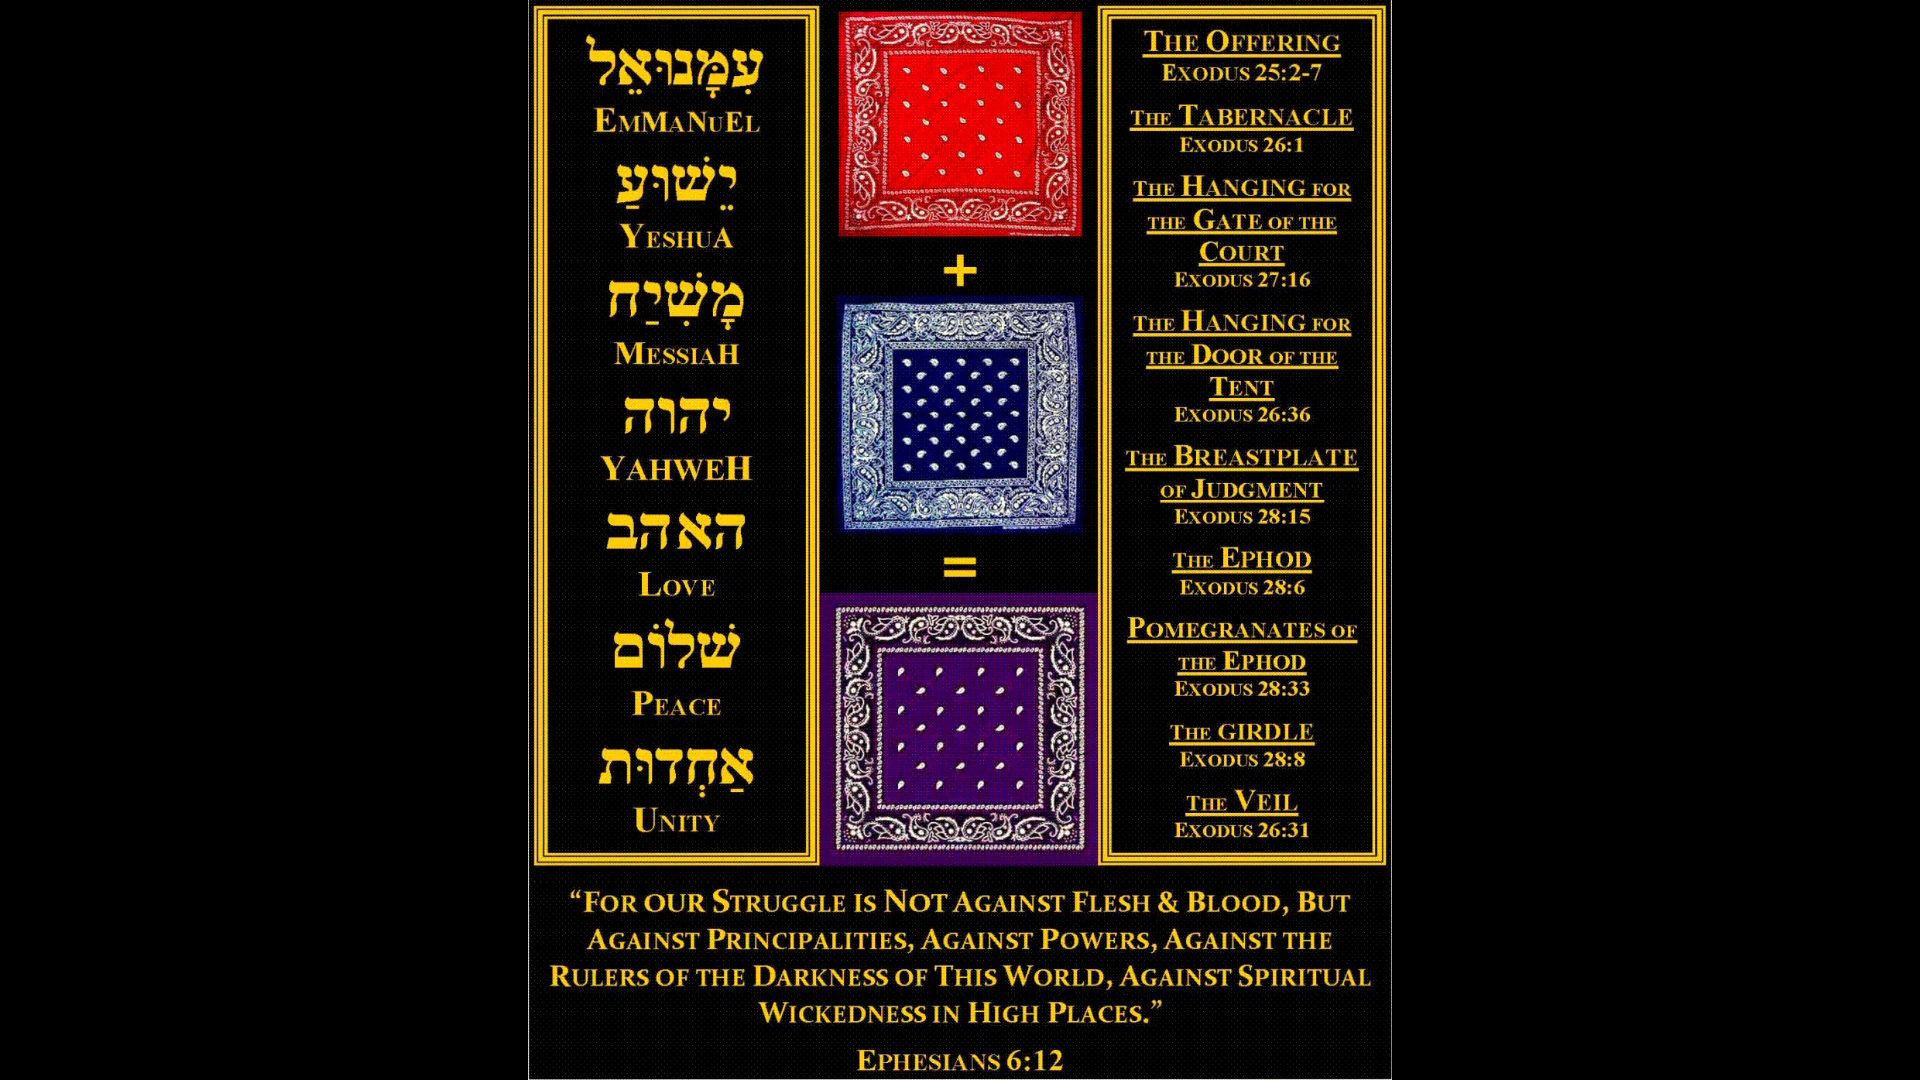 עִמָּנוּאֵל
EMMANUEL
יֵשׁוּעַ
YESHUA
מָשִׁיַח
MESSIAH
יהוה
YAHWEH
האהב
LOVE
שׁלוֹם
PEACE
אַחְדוּת
UNITY
+
=
THE OFFERING
EXODUS 25:2-7
THE TABERNACLE
EXODUS 26:1
THE HANGING FOR
THE GATE OF THE
COURT
EXODUS 27:16
THE HANGING FOR
THE DOOR OF THE
TENT
EXODUS 26:36
THE BREASTPLATE
OF JUDGMENT
EXODUS 28:15
THE EPHOD
EXODUS 28:6
POMEGRANATES OF
THE EPHOD
EXODUS 28:33
THE GIRDLE
EXODUS 28:8
THE VEIL
EXODUS 26:31
“FOR OUR STRUGGLE IS NOT AGAINST FLESH & BLOOD, BUT
AGAINST PRINCIPALITIES, AGAINST POWERS, AGAINST THE
RULERS OF THE DARKNESS OF THIS WORLD, AGAINST SPIRITUAL
WICKEDNESS IN HIGH PLACES.”
EPHESIANS 6:12